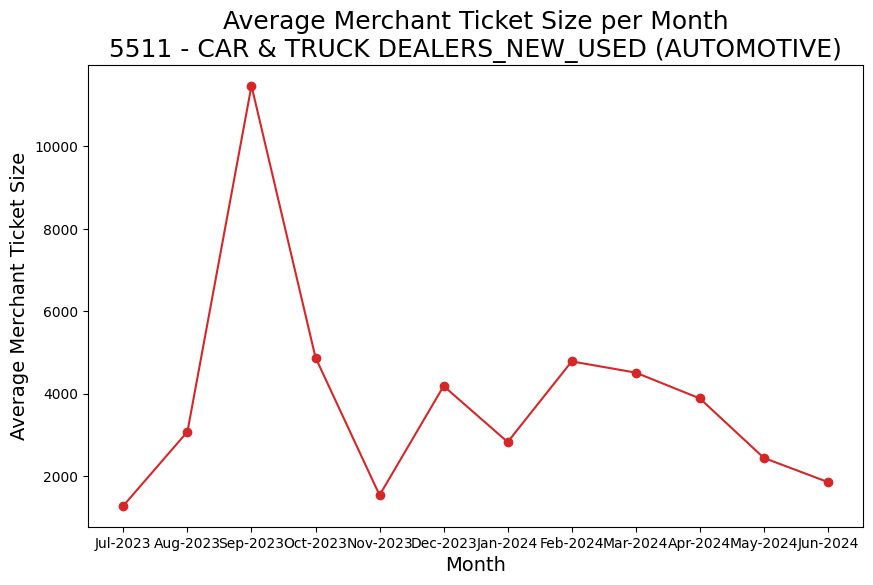 Average Merchant Ticket Size per Month
5511 - CAR & TRUCK DEALERS_NEW_USED (AUTOMOTIVE)
Average Merchant Ticket Size
10000
8000
6000
4000
2000
Jul-2023 Aug-2023 Sep-2023 Oct-2023 Nov-2023 Dec-2023 Jan-2024 Feb-2024 Mar-2024 Apr-2024 May-2024 Jun-2024
Month